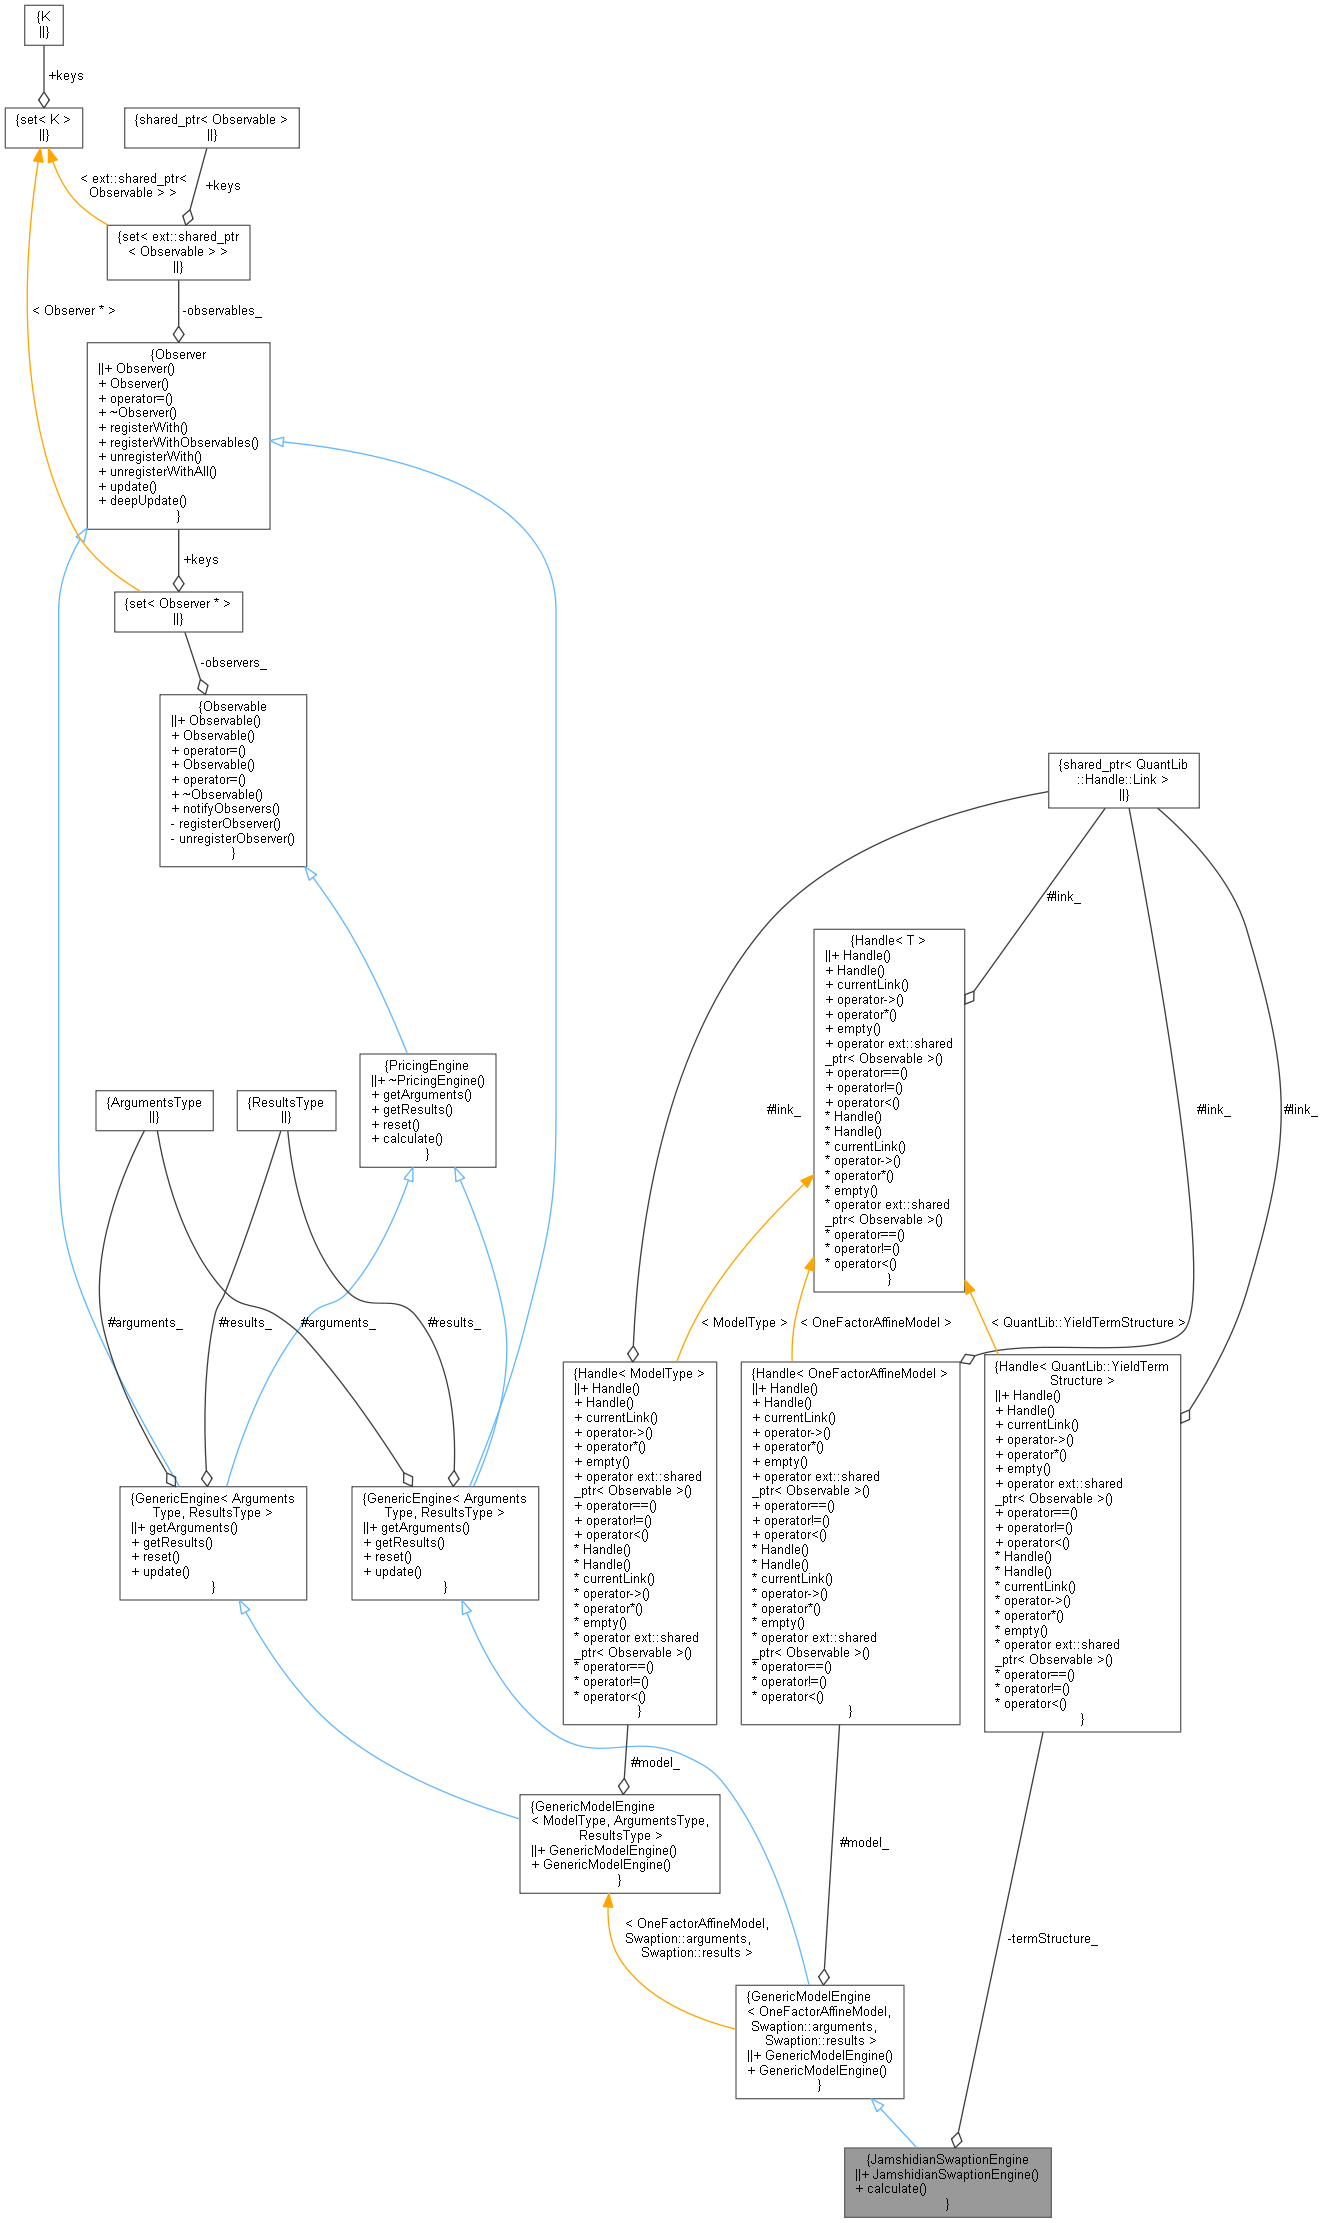 {K
||}
+keys
{set< K >
||}
{shared_ptr< Observable >
||}
< ext::shared_ptr<
Observable > >
+keys
{set< ext::shared_ptr
< Observable > >
||}
< Observer * >
-observables_
{Observer
||+ Observer()
+ Observer()
+ operator=()
+ ~Observer()
+ registerWith()
+ registerWithObservables()
+ unregisterWith()
+ unregisterWithAll()
+ update()
+ deepUpdate()
}
+keys
{set< Observer * >
||}
-observers_
{Observable
||+ Observable()
+ Observable()
+ operator=()
+ Observable()
+ operator=()
+ ~Observable()
+ notifyObservers()
- registerObserver()
- unregisterObserver()
}
{shared_ptr< QuantLib
::Handle::Link >
||}
#link_
{Handle< T >
||+ Handle()
+ Handle()
+ currentLink()
+ operator->()
+ operator*()
+ empty()
+ operator ext::shared
_ptr< Observable >()
+ operator==()
+ operator!=()
+ operator<()
* Handle()
* Handle()
* currentLink()
* operator->()
* operator*()
* empty()
* operator ext::shared
_ptr< Observable >()
* operator==()
* operator!=()
* operator<()
}
{PricingEngine
||+ ~PricingEngine()
+ getArguments()
+ getResults()
+ reset()
+ calculate()
}
{ArgumentsType
||}
{ResultsType
||}
#link_
#link_
#link_
#arguments_
#results_
#arguments_
#results_
< ModelType >
< OneFactorAffineModel >
< QuantLib::YieldTermStructure >
{GenericEngine< Arguments
Type, ResultsType >
||+ getArguments()
+ getResults()
+ reset()
+ update()
}
{GenericEngine< Arguments
Type, ResultsType >
||+ getArguments()
+ getResults()
+ reset()
+ update()
}
{Handle< ModelType >
||+ Handle()
+ Handle()
+ currentLink()
+ operator->()
+ operator*()
+ empty()
+ operator ext::shared
_ptr< Observable >()
+ operator==()
+ operator!=()
+ operator<()
* Handle()
* Handle()
* currentLink()
* operator->()
* operator*()
* empty()
* operator ext::shared
_ptr< Observable >()
* operator==()
* operator!=()
* operator<()
}
{Handle< OneFactorAffineModel >
||+ Handle()
+ Handle()
+ currentLink()
+ operator->()
+ operator*()
+ empty()
+ operator ext::shared
_ptr< Observable >()
+ operator==()
+ operator!=()
+ operator<()
* Handle()
* Handle()
* currentLink()
* operator->()
* operator*()
* empty()
* operator ext::shared
_ptr< Observable >()
* operator==()
* operator!=()
* operator<()
}
{Handle< QuantLib::YieldTerm
Structure >
||+ Handle()
+ Handle()
+ currentLink()
+ operator->()
+ operator*()
+ empty()
+ operator ext::shared
_ptr< Observable >()
+ operator==()
+ operator!=()
+ operator<()
* Handle()
* Handle()
* currentLink()
* operator->()
* operator*()
* empty()
* operator ext::shared
_ptr< Observable >()
* operator==()
* operator!=()
* operator<()
}
#model_
{GenericModelEngine
< ModelType, ArgumentsType,
ResultsType >
||+ GenericModelEngine()
+ GenericModelEngine()
}
#model_
< OneFactorAffineModel,
Swaption::arguments,
Swaption::results >
-termStructure_
{GenericModelEngine
< OneFactorAffineModel,
Swaption::arguments,
Swaption::results >
||+ GenericModelEngine()
+ GenericModelEngine()
}
{JamshidianSwaptionEngine
||+ JamshidianSwaptionEngine()
+ calculate()
}